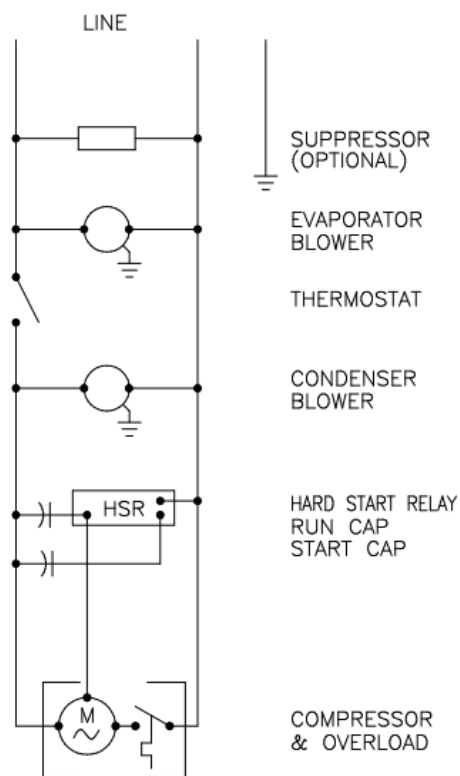 LINE
SUPPRESSOR
(OPTIONAL)
EVAPORATOR
BLOWER
THERMOSTAT
CONDENSER
BLOWER
HSR
HARD START RELAY
RUN CAP
START CAP
M
COMPRESSOR
& OVERLOAD